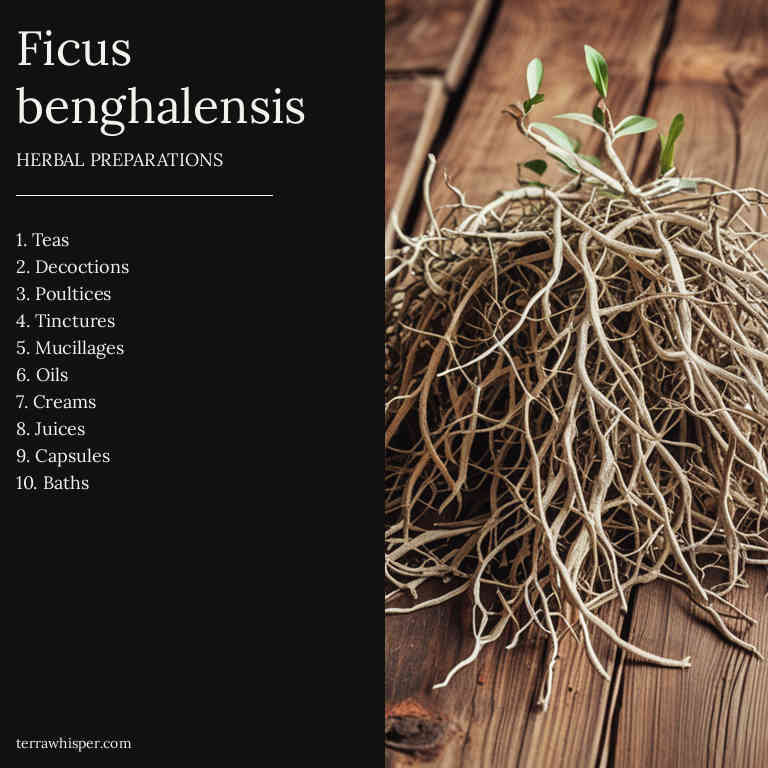 Ficus
benghalensis
HERBAL PREPARATIONS
1. Teas
2. Decoctions
3. Poultices
4. Tinctures
5. Mucillages
6. Oils
7. Creams
8. Juices
9. Capsules
10. Baths
terrawhisper.com